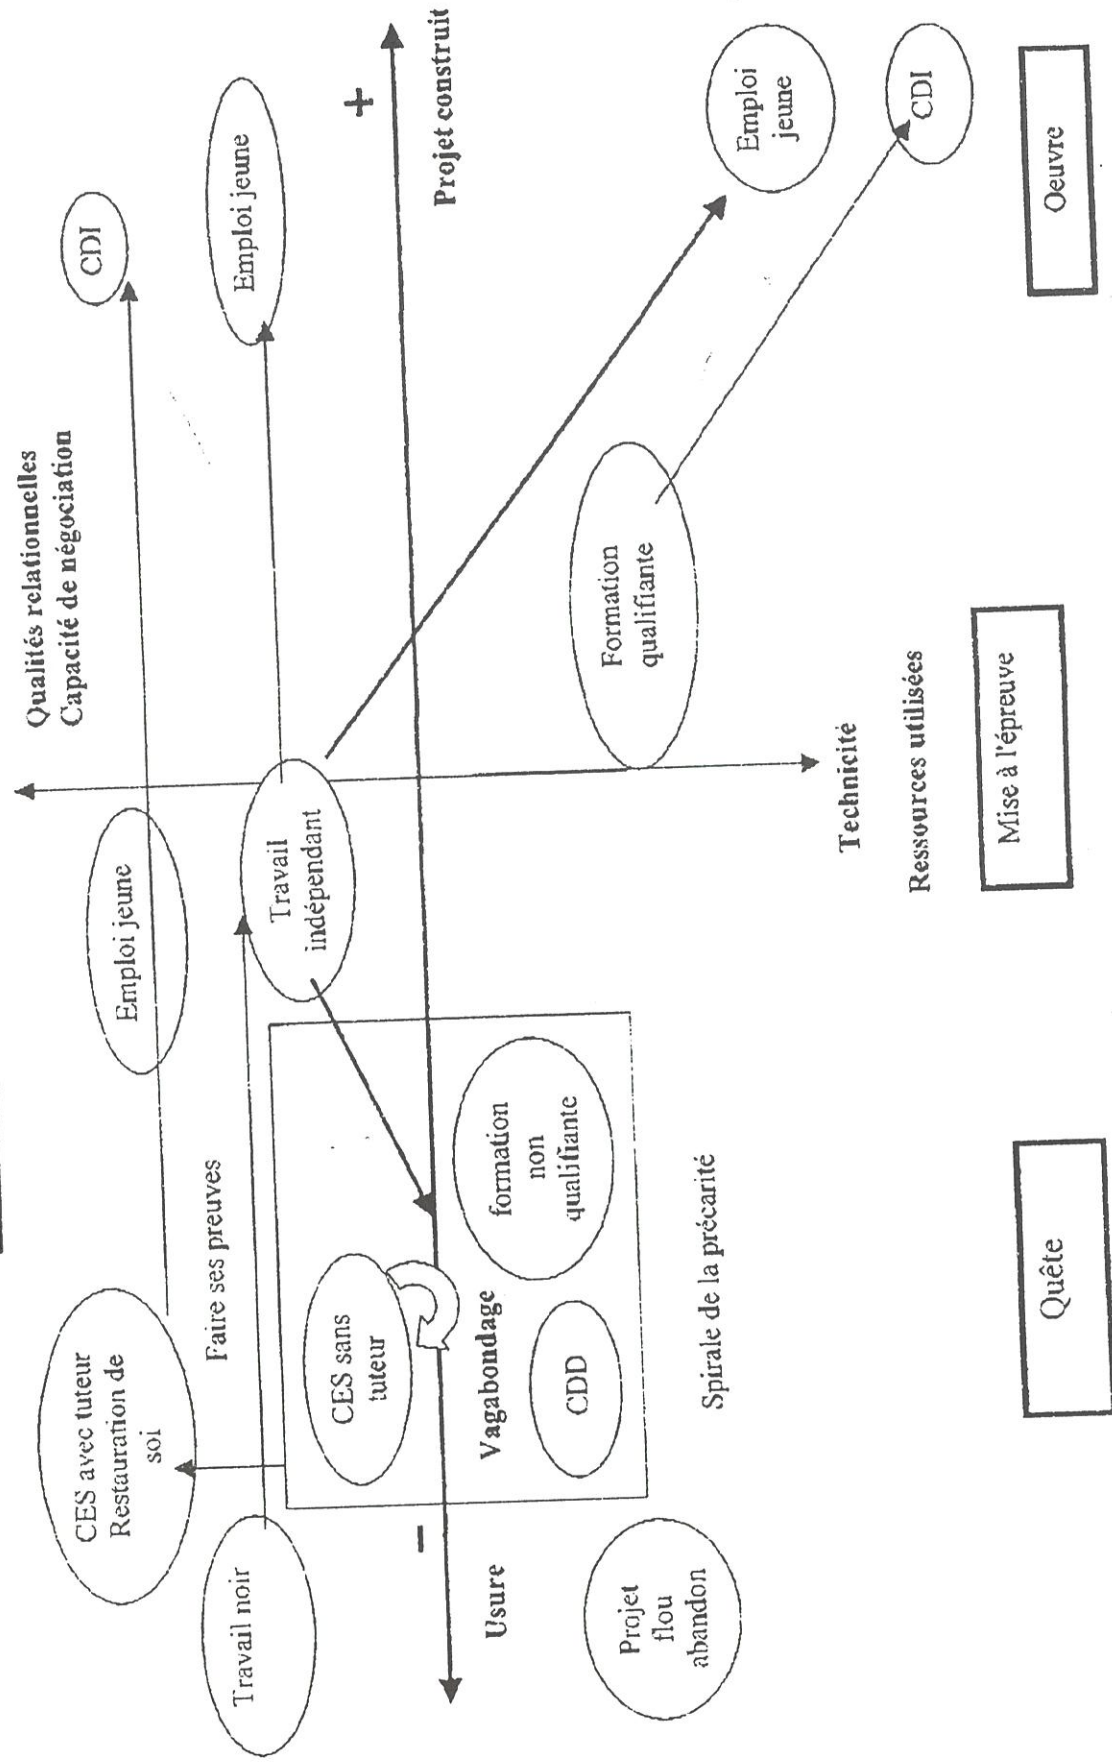 Qualités relationnelles
Capacité de négociation
CES avec tuteur
Restauration de
soi
Emploi jeune
CDI
Faire ses preuves
Travail noir
Travail
indépendant
Emploi jeune
CES sans
tuteur
-
+
Usure
Vagabondage
Projet construit
formation
non
qualifiante
CDD
Projet
flou
abandon
Formation
qualifiante
Emploi
jeune
Spirale de la précarité
Technicité
CDI
Ressources utilisées
Quête
Mise à l'épreuve
Oeuvre